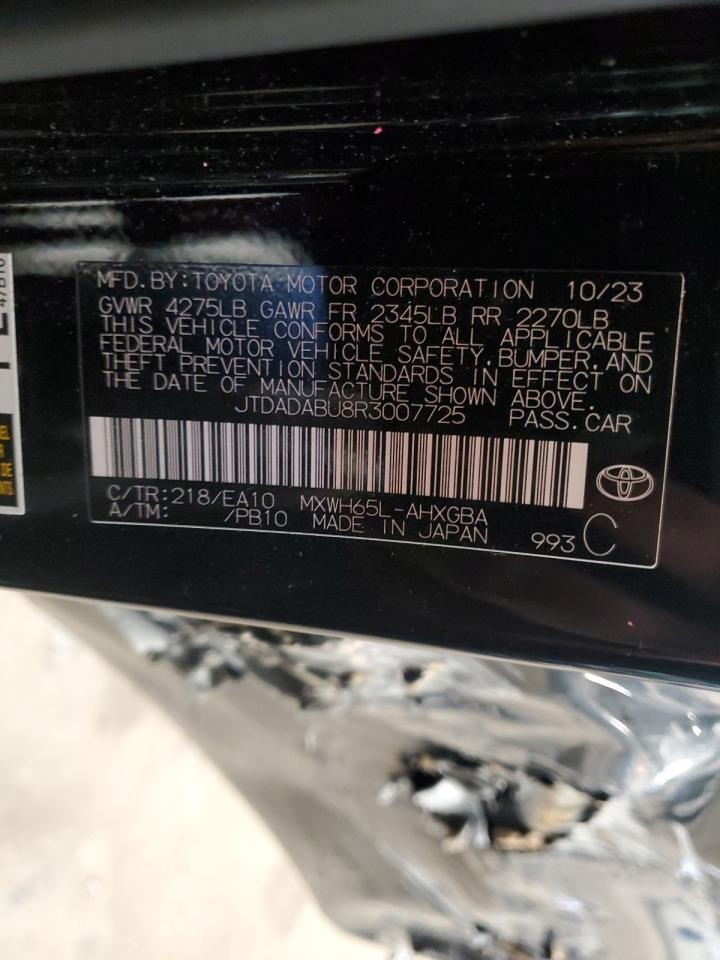 MFD.BY:TOYOTA MOTOR CORPORATION 10/23
GVWR 4275LB GAWR FR 2345LB RR 2270LB
THIS VEHICLE CONFORMS TO ALL APPLICABLE
FEDERAL MOTOR VEHICLE SAFETY,BUMPER,AND
THEFT PREVENTION STANDARDS IN EFFECT ON
THE DATE OF MANUFACTURE SHOWN ABOVE.
JTDADABU8R3007725 PASS.CAR
C/TR:218/EA10 MXWH65L-AHXGBA
A/TM: /PB10 MADE IN JAPAN
993 C